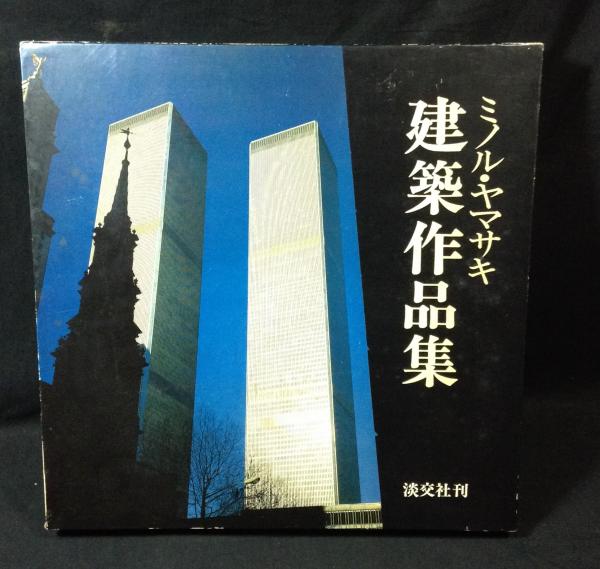 ミノル・ヤマサキ
建築作品集
淡交社刊